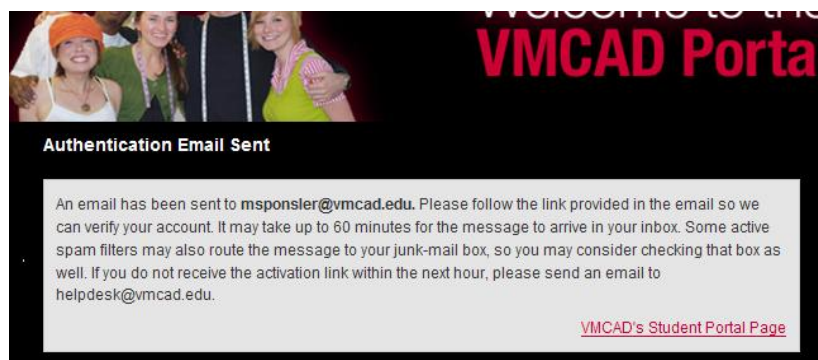 Welcome to the
VMCAD Porta
Authentication Email Sent
An email has been sent to msponsler@vmcad.edu. Please follow the link provided in the email so we
can verify your account. It may take up to 60 minutes for the message to arrive in your inbox. Some active
spam filters may also route the message to your junk-mail box, so you may consider checking that box as
well. If you do not receive the activation link within the next hour, please send an email to
helpdesk@vmcad.edu.
VMCAD's Student Portal Page